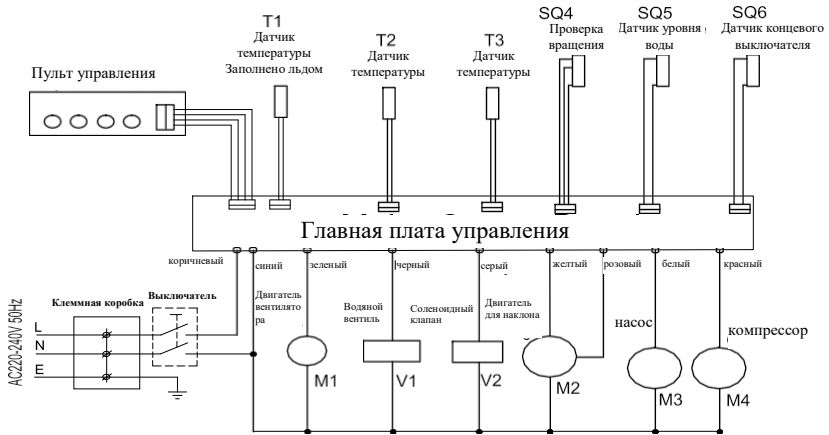 T1
Датчик
температуры
Заполнено льдом
T2
Датчик
температуры
T3
Датчик
температуры
SQ4
Проверка
вращения
SQ5
Датчик уровня
воды
SQ6
Датчик концевого
выключателя
Пульт управления
Главная плата управления
коричневый
синий
зеленый
черный
серый
желтый
розовый
белый
красный
Клеммная коробка
Выключатель
Двигатель
вентилято
ра
Водяной
вентиль
Соленоидный
клапан
Двигатель
для наклона
насос
компрессор
AC220-240V 50Hz
L
N
E
M1
V1
V2
M2
M3
M4